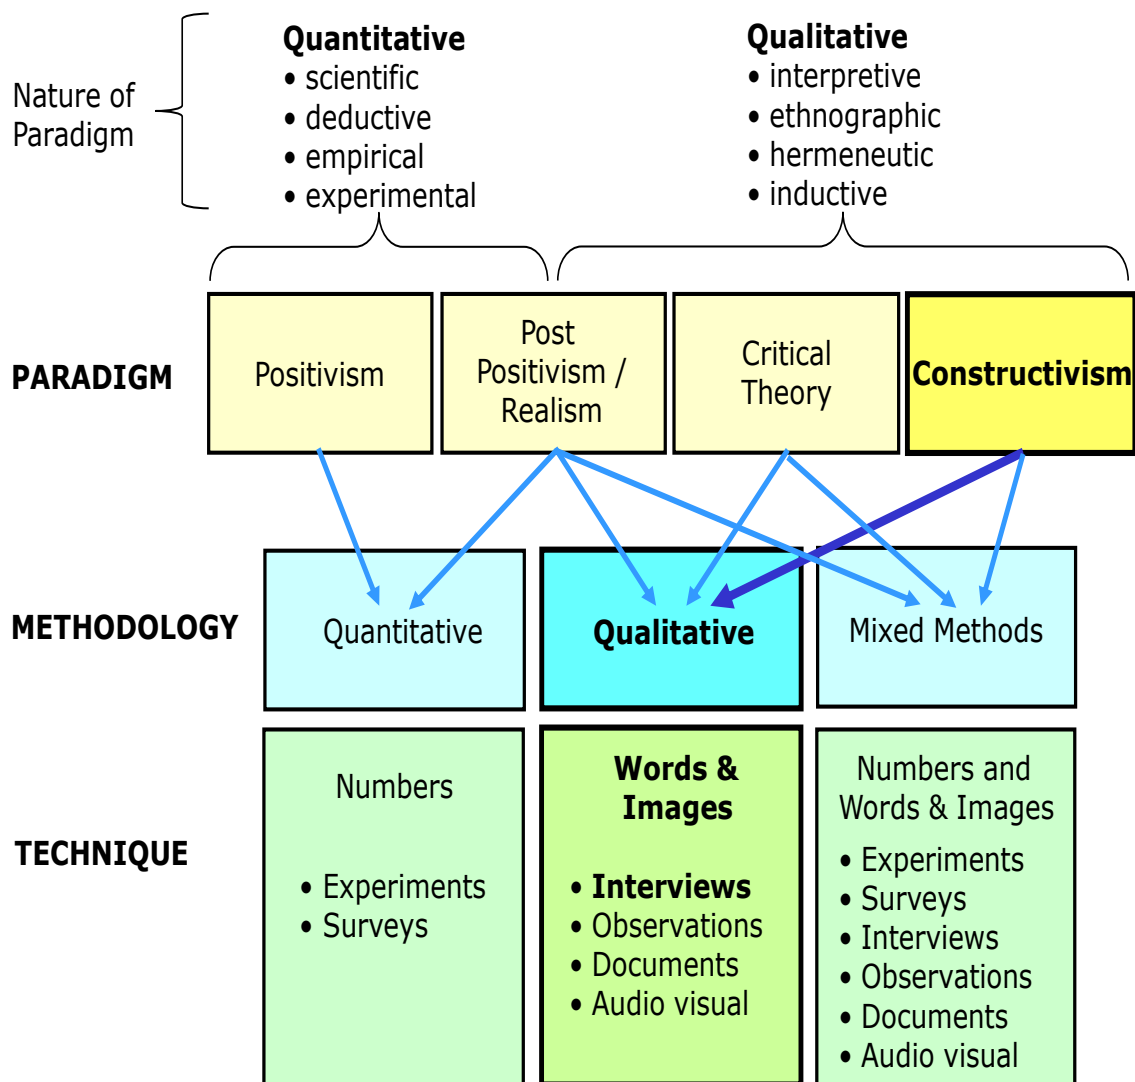 Quantitative
• scientific
• deductive
• empirical
• experimental
Qualitative
• interpretive
• ethnographic
• hermeneutic
• inductive
Nature of
Paradigm
PARADIGM
Positivism
Post
Positivism /
Realism
Critical
Theory
Constructivism
METHODOLOGY
Quantitative
Qualitative
Mixed Methods
TECHNIQUE
Numbers
• Experiments
• Surveys
Words &
Images
• Interviews
• Observations
• Documents
• Audio visual
Numbers and
Words & Images
• Experiments
• Surveys
• Interviews
• Observations
• Documents
• Audio visual